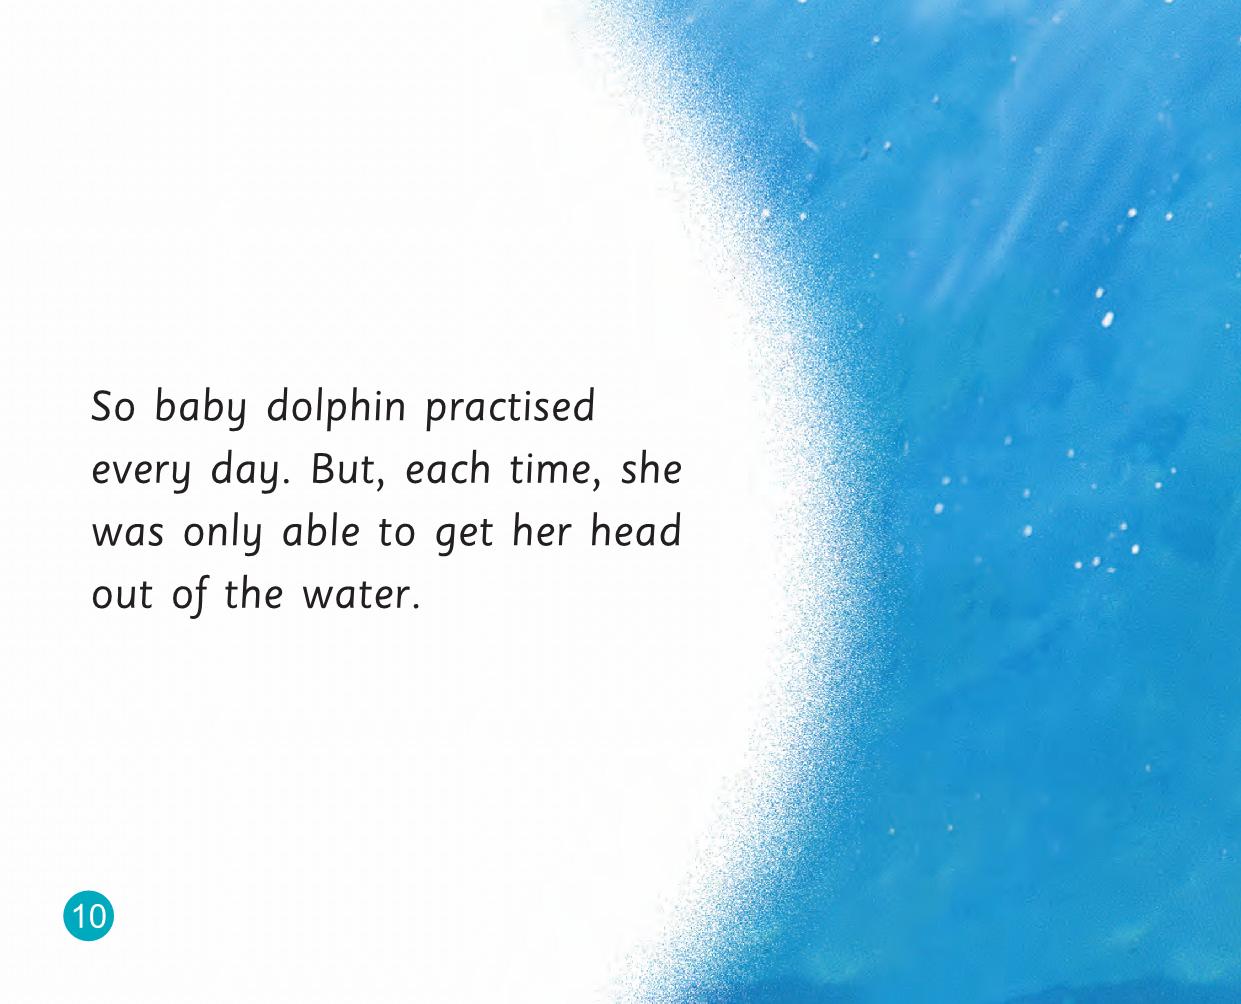 So baby dolphin practised
every day. But, each time, she
was only able to get her head
out of the water.
10